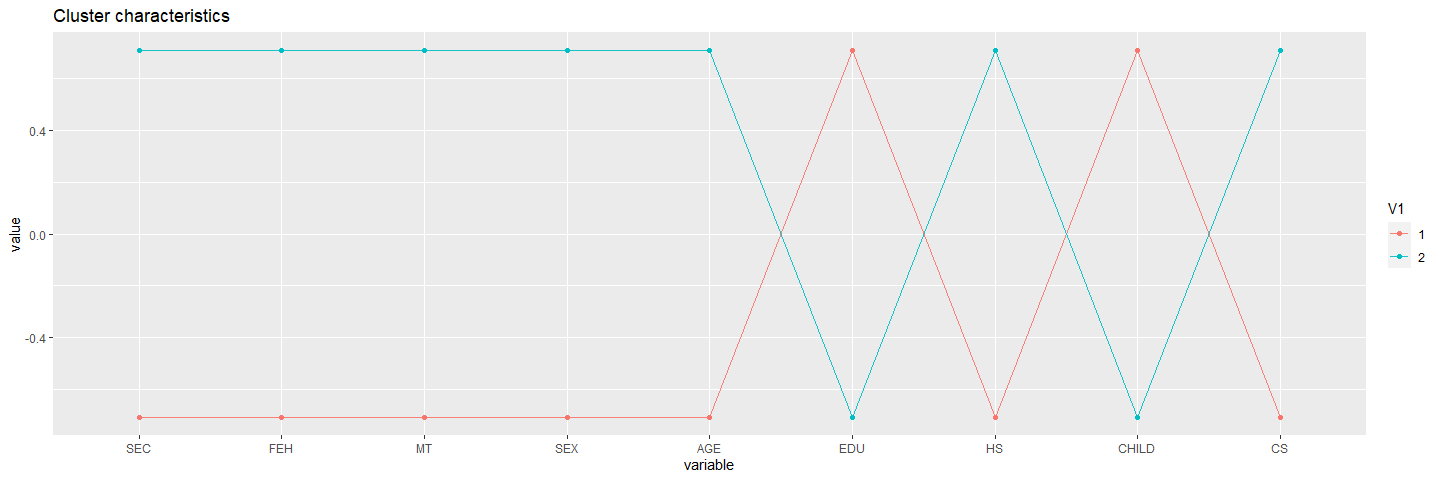 Cluster characteristics
value
0.4
0.0
-0.4
SEC FEH MT SEX AGE EDU HS CHILD CS
variable
V1
1
2